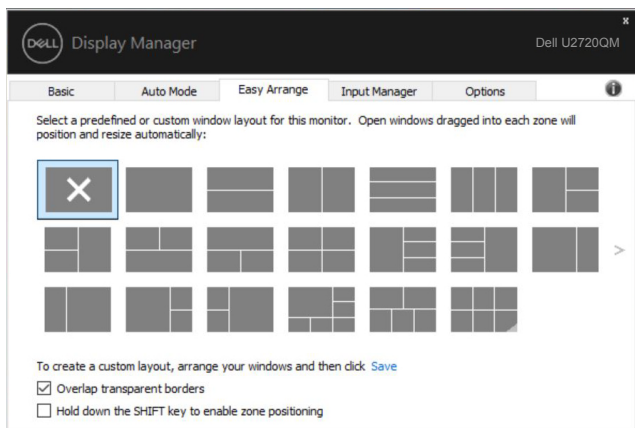 x
DELL Display Manager
Dell U2720QM
Basic Auto Mode Easy Arrange Input Manager Options
Select a predefined or custom window layout for this monitor. Open windows dragged into each zone will
position and resize automatically:
>
To create a custom layout, arrange your windows and then click Save
Overlap transparent borders
Hold down the SHIFT key to enable zone positioning